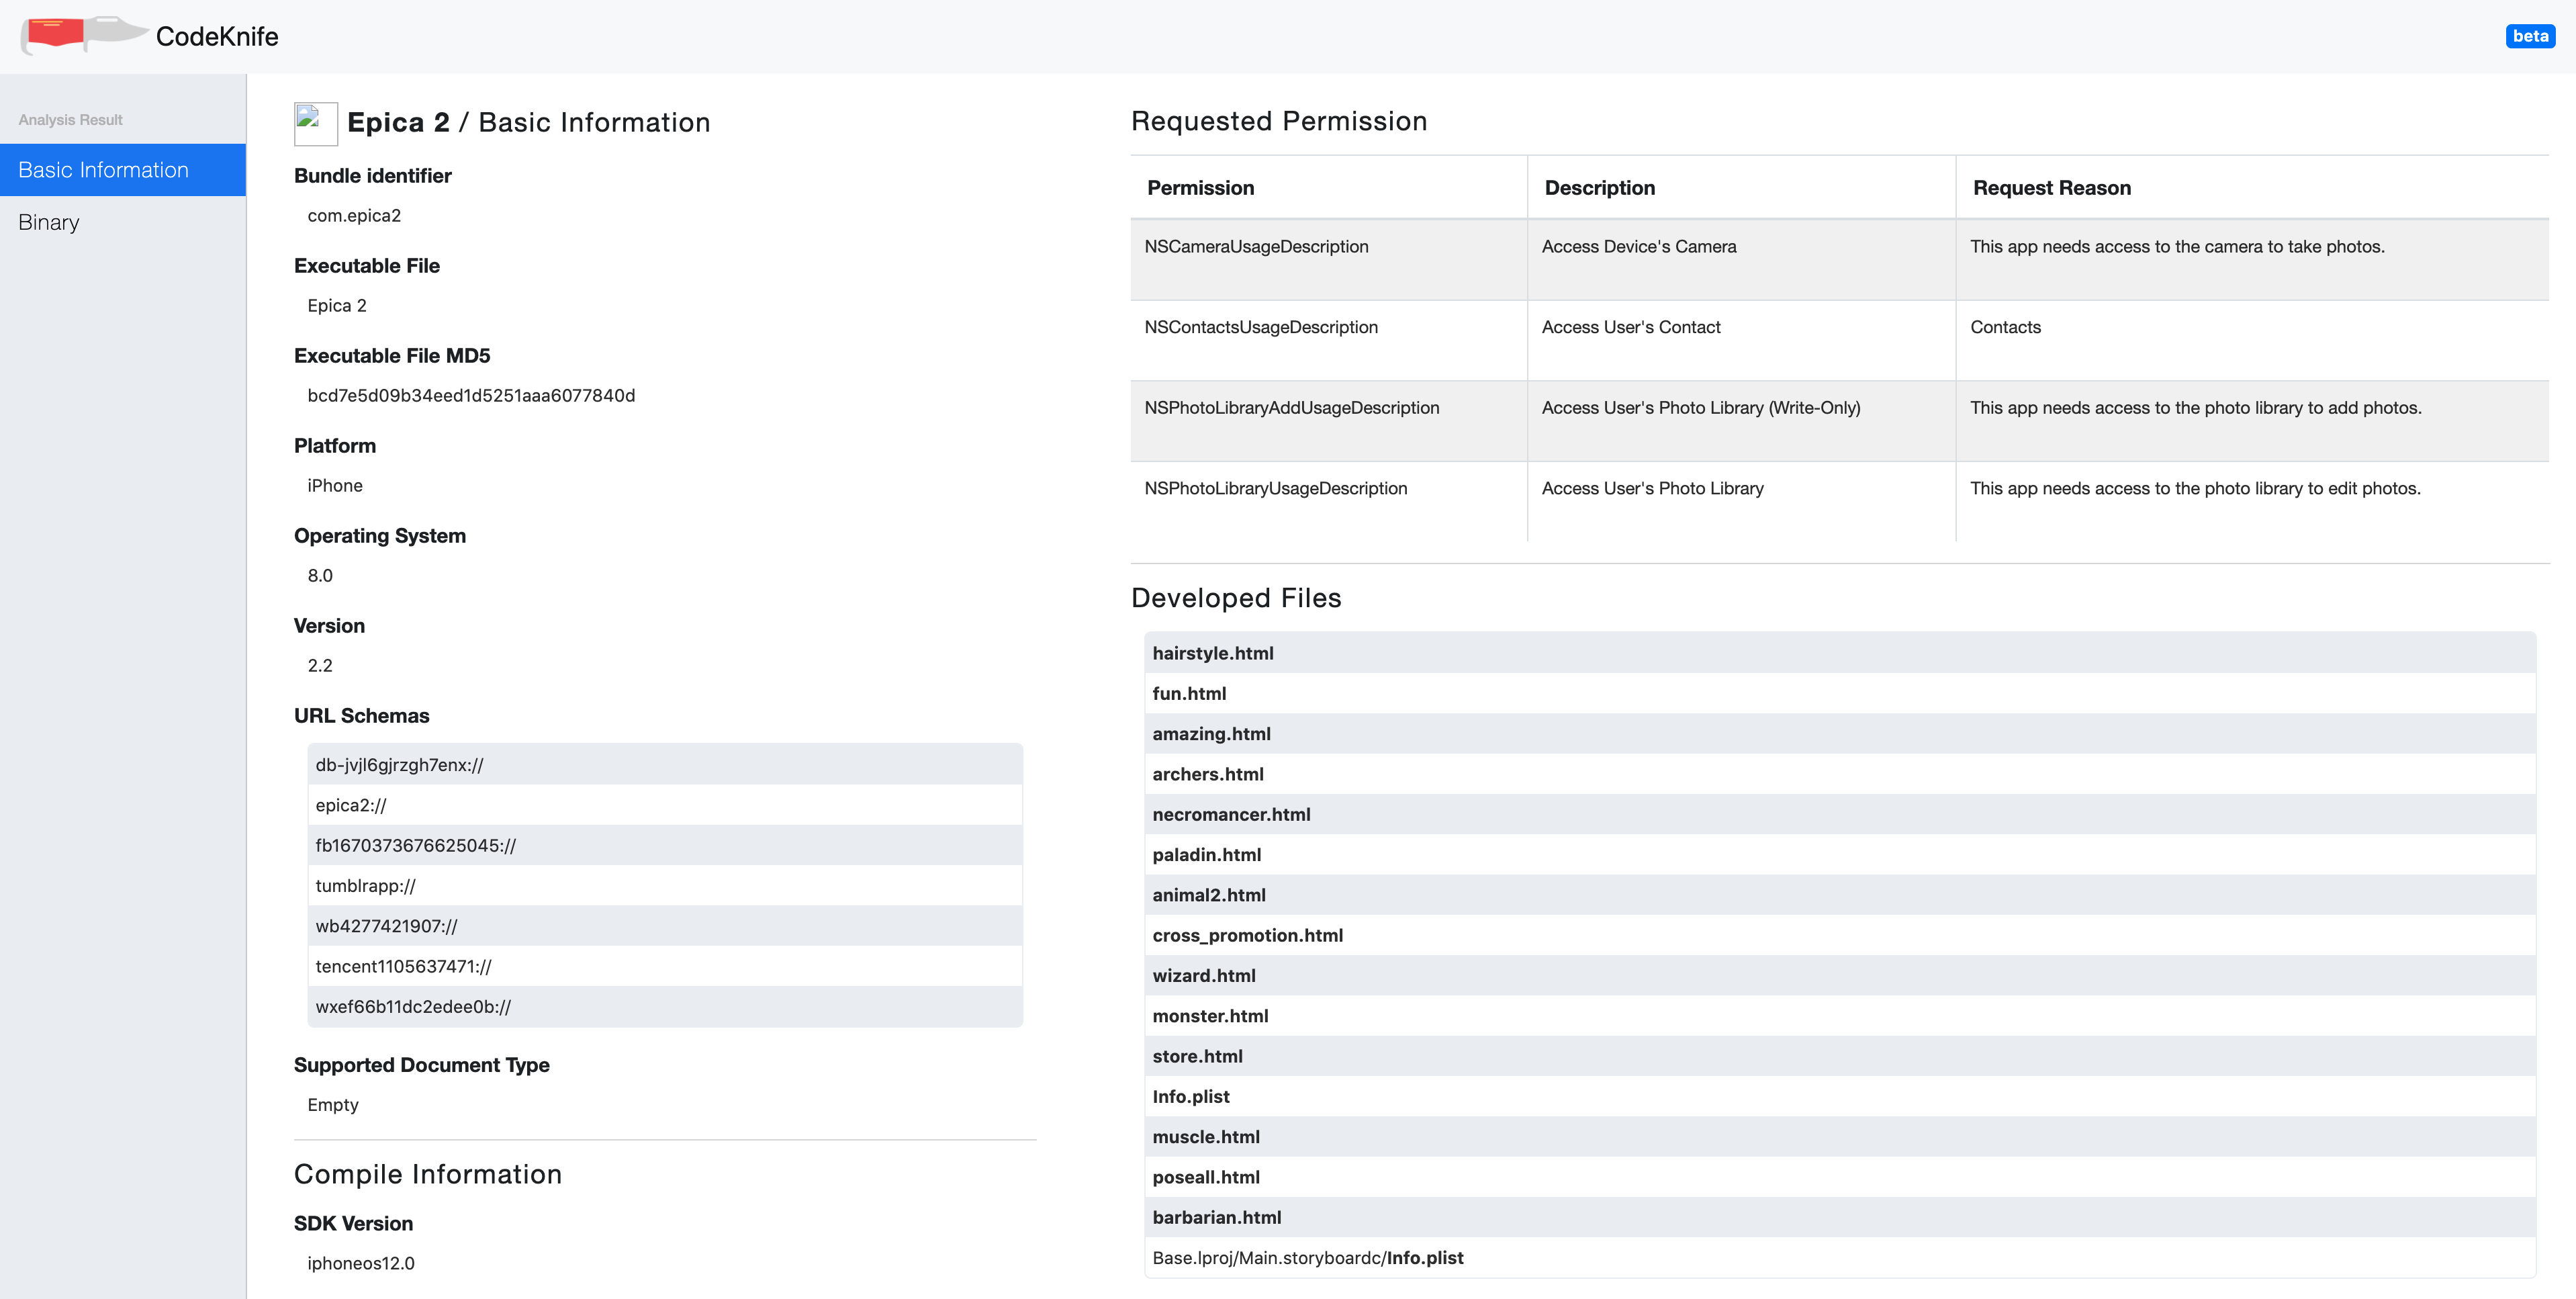 CodeKnife
beta
Analysis Result
Basic Information
Binary
Epica 2 / Basic Information
Bundle identifier
com.epica2
Executable File
Epica 2
Executable File MD5
bcd7e5d09b34eed1d5251aaa6077840d
Platform
iPhone
Operating System
8.0
Version
2.2
URL Schemas
db-jvjl6gjrzgh7enx://
epica2://
fb1670373676625045://
tumblrapp://
wb4277421907://
tencent1105637471://
wxef66b11dc2edee0b://
Supported Document Type
Empty
Compile Information
SDK Version
iphoneos12.0
Requested Permission
Permission Description Request Reason
NSCameraUsageDescription Access Device's Camera This app needs access to the camera to take photos.
NSContactsUsageDescription Access User's Contact Contacts
NSPhotoLibraryAddUsageDescription Access User's Photo Library (Write-Only) This app needs access to the photo library to add photos.
NSPhotoLibraryUsageDescription Access User's Photo Library This app needs access to the photo library to edit photos.
Developed Files
hairstyle.html
fun.html
amazing.html
archers.html
necromancer.html
paladin.html
animal2.html
cross_promotion.html
wizard.html
monster.html
store.html
Info.plist
muscle.html
poseall.html
barbarian.html
Base.lproj/Main.storyboardc/Info.plist